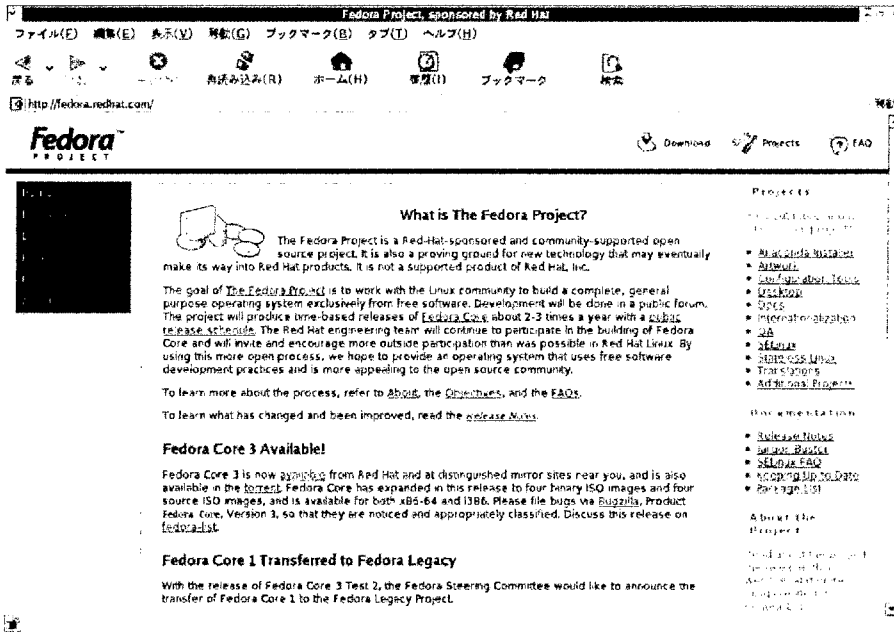 Fedora Project, sponsored by Red Hat
ファイル(F) 編集(E) 表示(V) 移動(G) ブックマーク(B) タブ(T) ヘルプ(H)
戻る 再読み込み(R) ホーム(H) 履歴(I) ブックマーク 検索
http://fedora.redhat.com/ 移動
Fedora™
PROJECT
Download Projects FAQ
Projects
What is The Fedora Project?
The Fedora Project is a Red-Hat-sponsored and community-supported open
source project. It is also a proving ground for new technology that may eventually
make its way into Red Hat products. It is not a supported product of Red Hat, Inc.
The goal of The Fedora Project is to work with the Linux community to build a complete, general
purpose operating system exclusively from free software. Development will be done in a public forum.
The project will produce time-based releases of Fedora Core about 2-3 times a year with a public
release schedule. The Red Hat engineering team will continue to participate in the building of Fedora
Core and will invite and encourage more outside participation than was possible in Red Hat Linux. By
using this more open process, we hope to provide an operating system that uses free software
development practices and is more appealing to the open source community.
To learn more about the process, refer to About, the Objectives, and the FAQs.
To learn what has changed and been improved, read the Release Notes.
Fedora Core 3 Available!
Fedora Core 3 is now available from Red Hat and at distinguished mirror sites near you, and is also
available in the torrent. Fedora Core has expanded in this release to four binary ISO images and four
source ISO images, and is available for both x86-64 and i386. Please file bugs via Bugzilla, Product
Fedora Core, Version 3, so that they are noticed and appropriately classified. Discuss this release on
fedora-list.
Fedora Core 1 Transferred to Fedora Legacy
With the release of Fedora Core 3 Test 2, the Fedora Steering Committee would like to announce the
transfer of Fedora Core 1 to the Fedora Legacy Project.
Anaconda Installer
Artwork
Configuration Tools
Desktop
Docs
Internationalization
QA
SELinux
Stateless Linux
Translations
Additional Projects
Documentation
Release Notes
Jargon Buster
SELinux FAQ
Keeping Up to Date
Package List
About the
Project